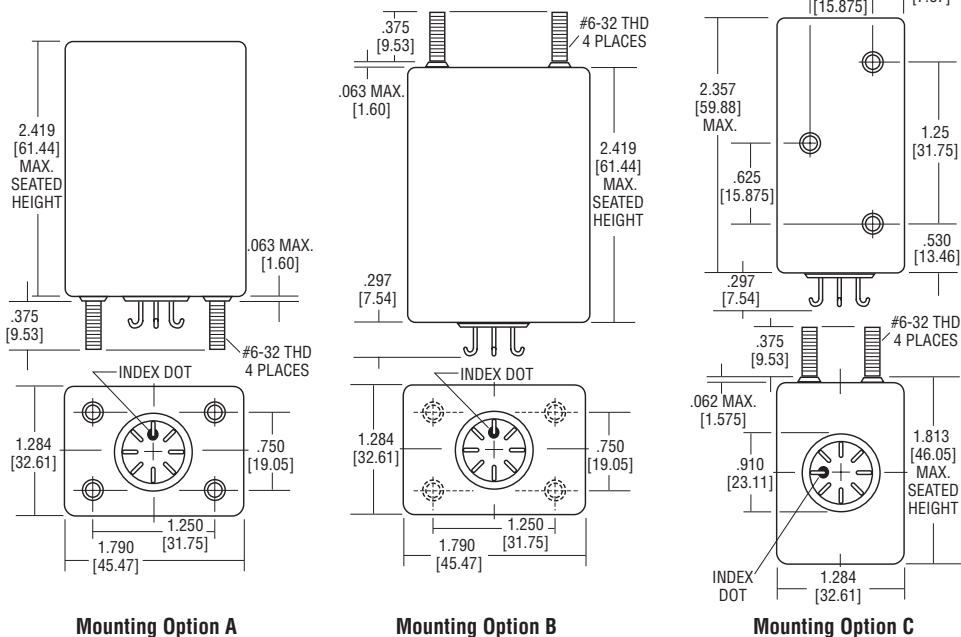 2.419
[61.44]
MAX.
SEATED
HEIGHT
.063 MAX.
[1.60]
.375
[9.53]
#6-32 THD
4 PLACES
INDEX DOT
1.284
[32.61]
.750
[19.05]
1.250
[31.75]
1.790
[45.47]
Mounting Option A
.375
[9.53]
#6-32 THD
4 PLACES
.063 MAX.
[1.60]
2.419
[61.44]
MAX.
SEATED
HEIGHT
.297
[7.54]
INDEX DOT
1.284
[32.61]
.750
[19.05]
1.250
[31.75]
1.790
[45.47]
Mounting Option B
[15.875]
2.357
[59.88]
MAX.
1.25
[31.75]
.625
[15.875]
.530
[13.46]
.297
[7.54]
.375
[9.53]
#6-32 THD
4 PLACES
.062 MAX.
[1.575]
.910
[23.11]
1.813
[46.05]
MAX.
SEATED
HEIGHT
INDEX
DOT
1.284
[32.61]
Mounting Option C